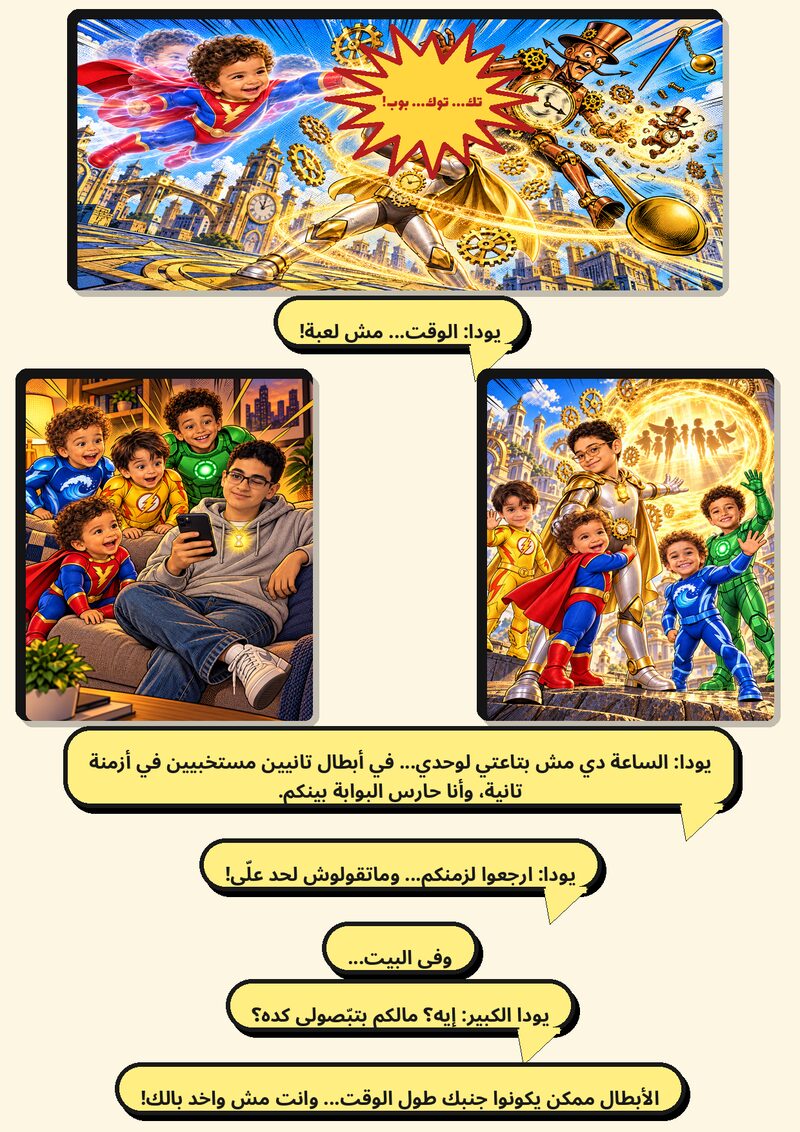 تك... توك... بوب!
يودا: الوقت... مش لعبة!
يودا: الساعة دي مش بتاعتي لوحدي... في أبطال تانيين مستخبيين في أزمنة
تانية، وأنا حارس البوابة بينكم.
يودا: ارجعوا لزمنكم... وماتقولوش لحد علّى!
وفى البيت...
يودا الكبير: إيه؟ مالكم بتبّصولى كده؟
الأبطال ممكن يكونوا جنبك طول الوقت... وانت مش واخد بالك!